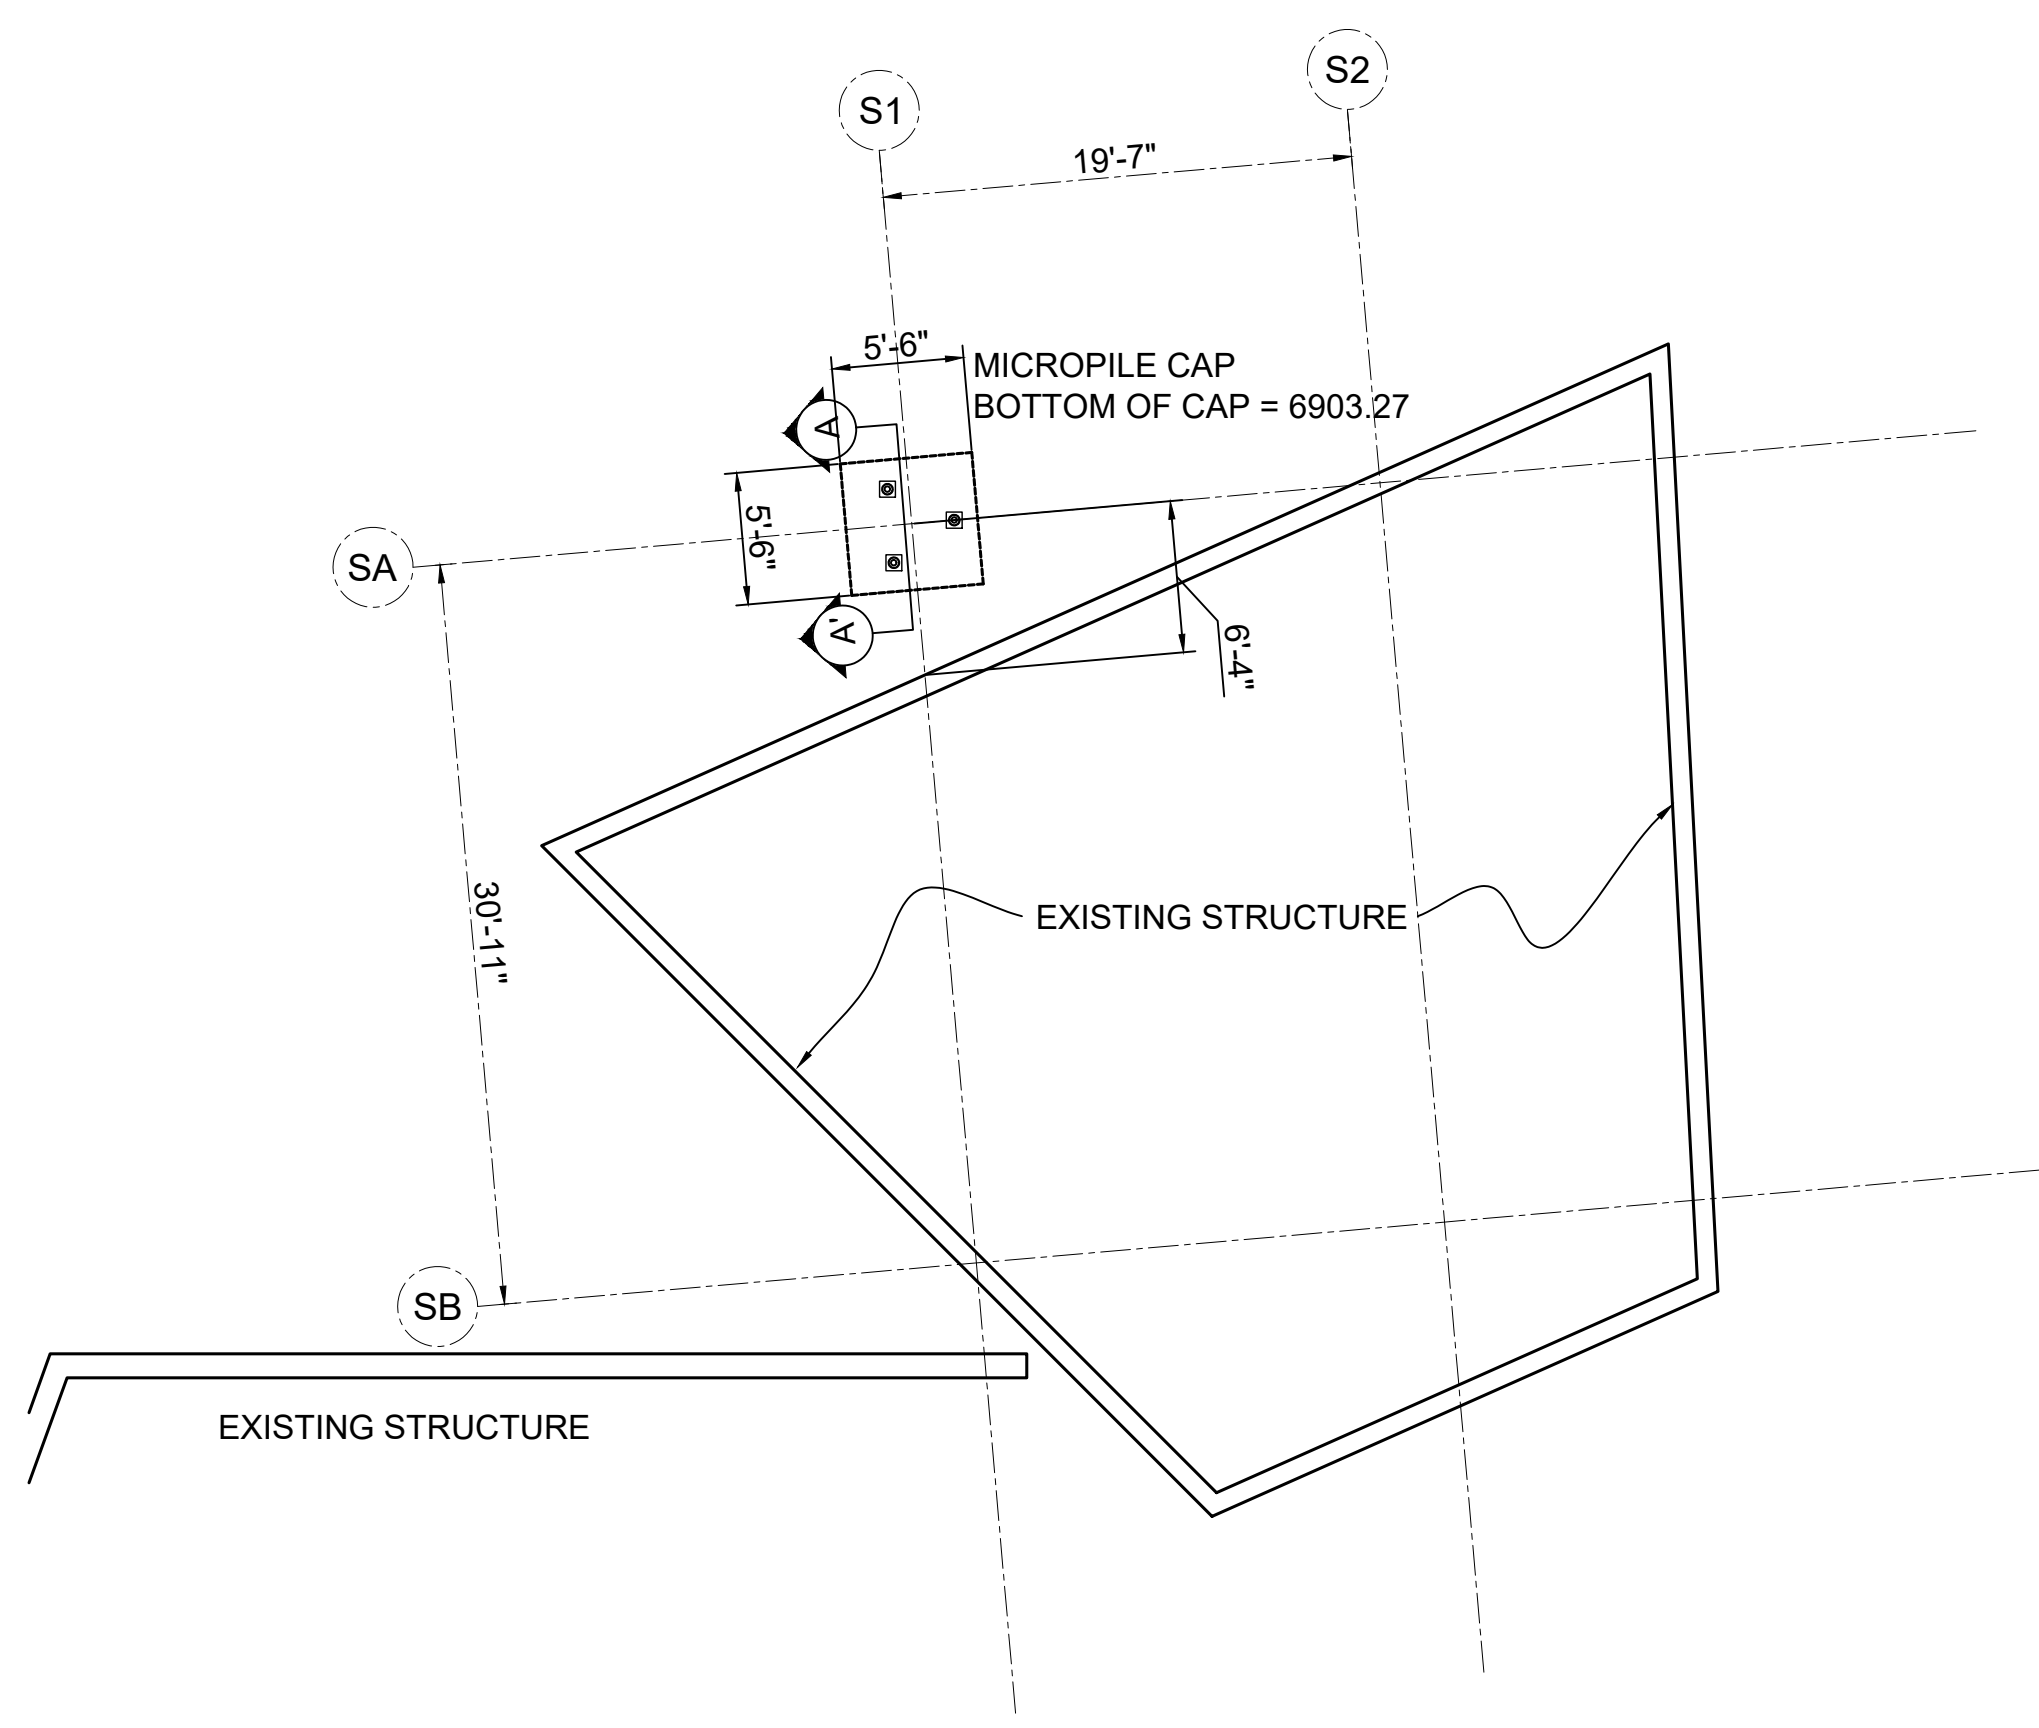 S2
S1
19'-7"
5'-6"
MICROPILE CAP
BOTTOM OF CAP = 6903.27
A
5'-6"
SA
A'
6'-4"
30'-11"
EXISTING STRUCTURE
SB
EXISTING STRUCTURE